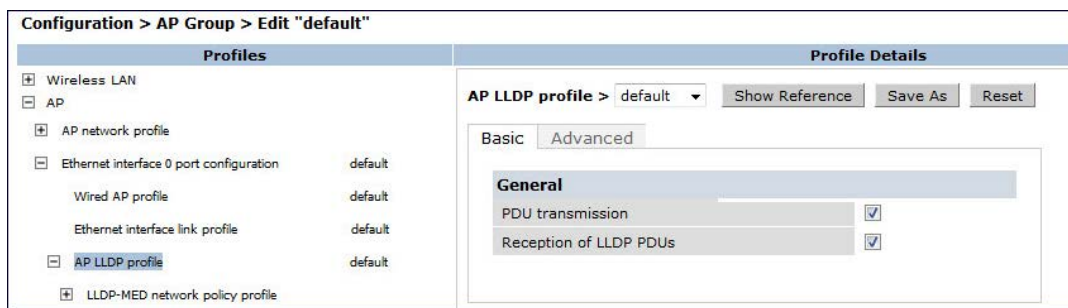 Configuration > AP Group > Edit "default"
Profiles
Wireless LAN
AP
AP network profile
Ethernet interface 0 port configuration default
Wired AP profile default
Ethernet interface link profile default
AP LLDP profile default
LLDP-MED network policy profile
Profile Details
AP LLDP profile > default Show Reference Save As Reset
Basic Advanced
General
PDU transmission
Reception of LLDP PDUs